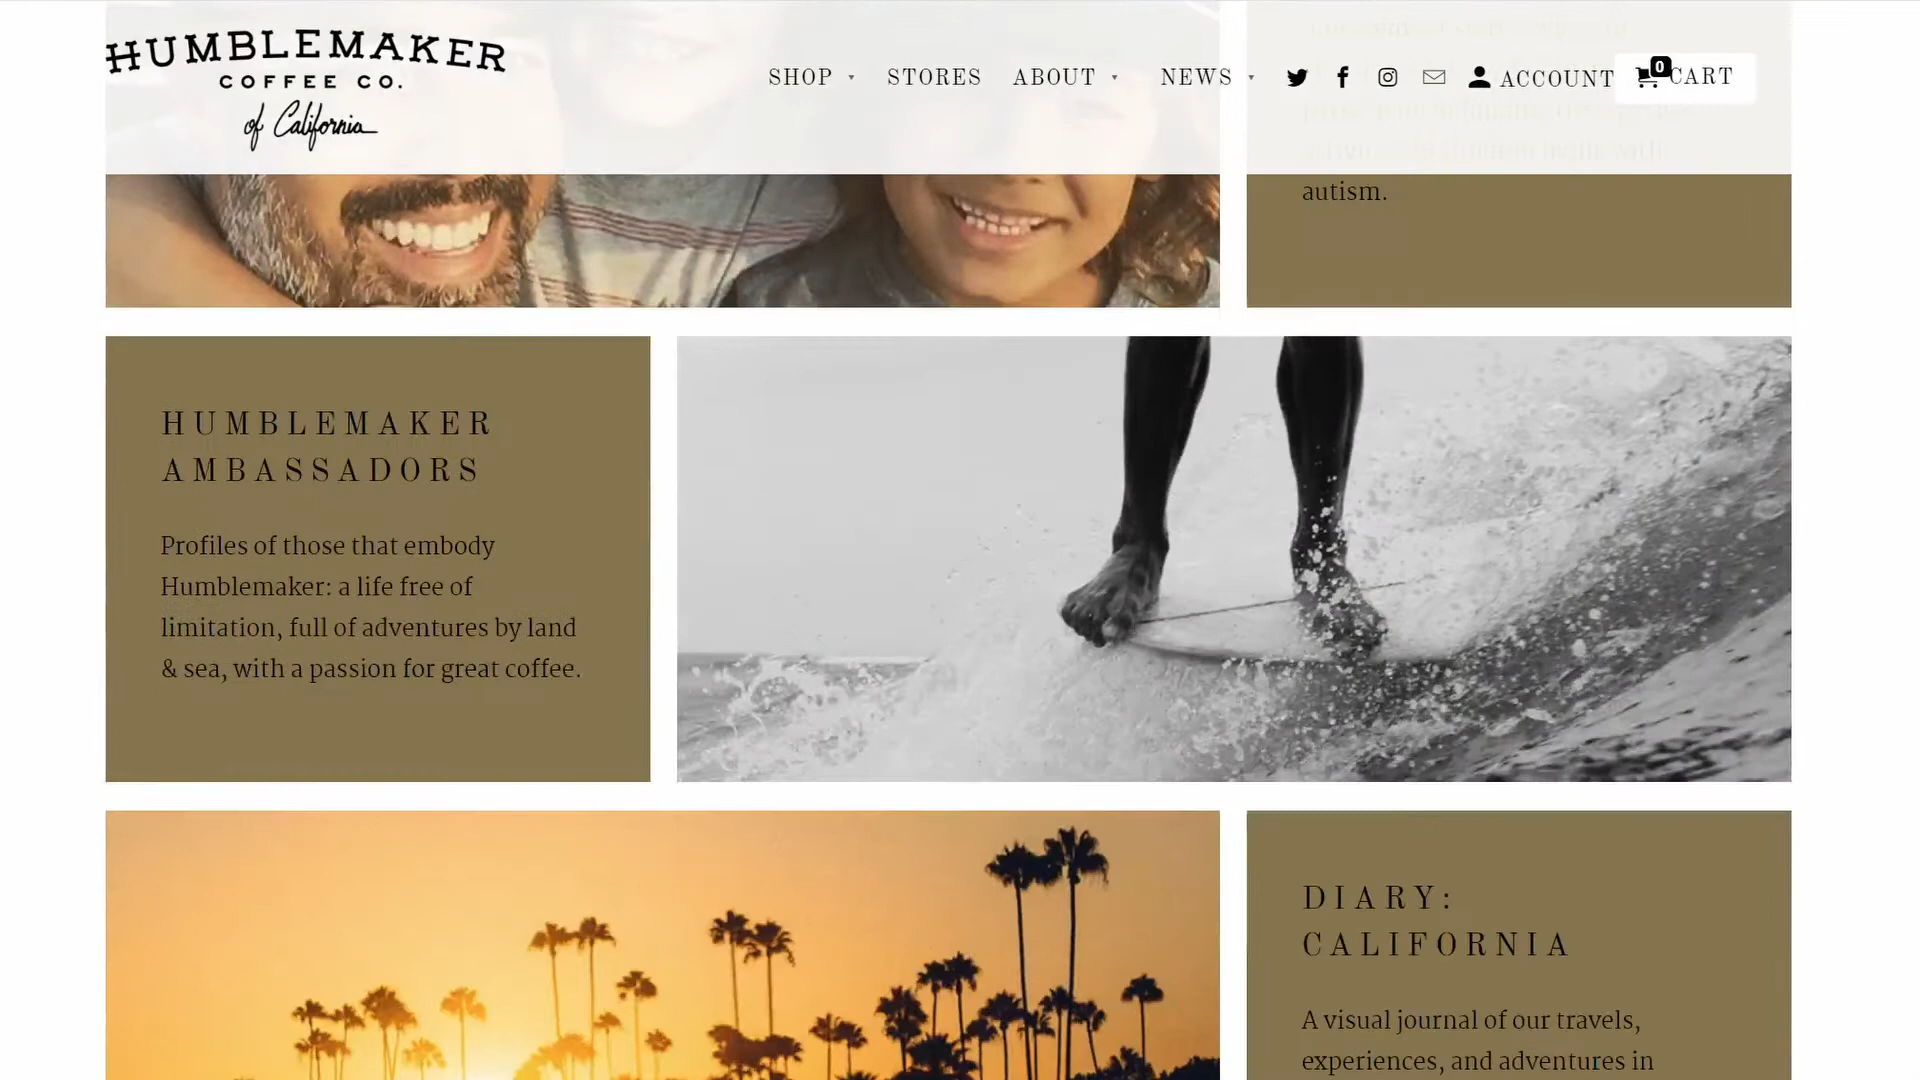 HUMBLEMAKER
COFFEE CO.
of California
SHOP
STORES
ABOUT
NEWS
ACCOUNT
0
CART
autism.
HUMBLEMAKER
AMBASSADORS
Profiles of those that embody
Humblemaker: a life free of
limitation, full of adventures by land
& sea, with a passion for great coffee.
DIARY:
CALIFORNIA
A visual journal of our travels,
experiences, and adventures in